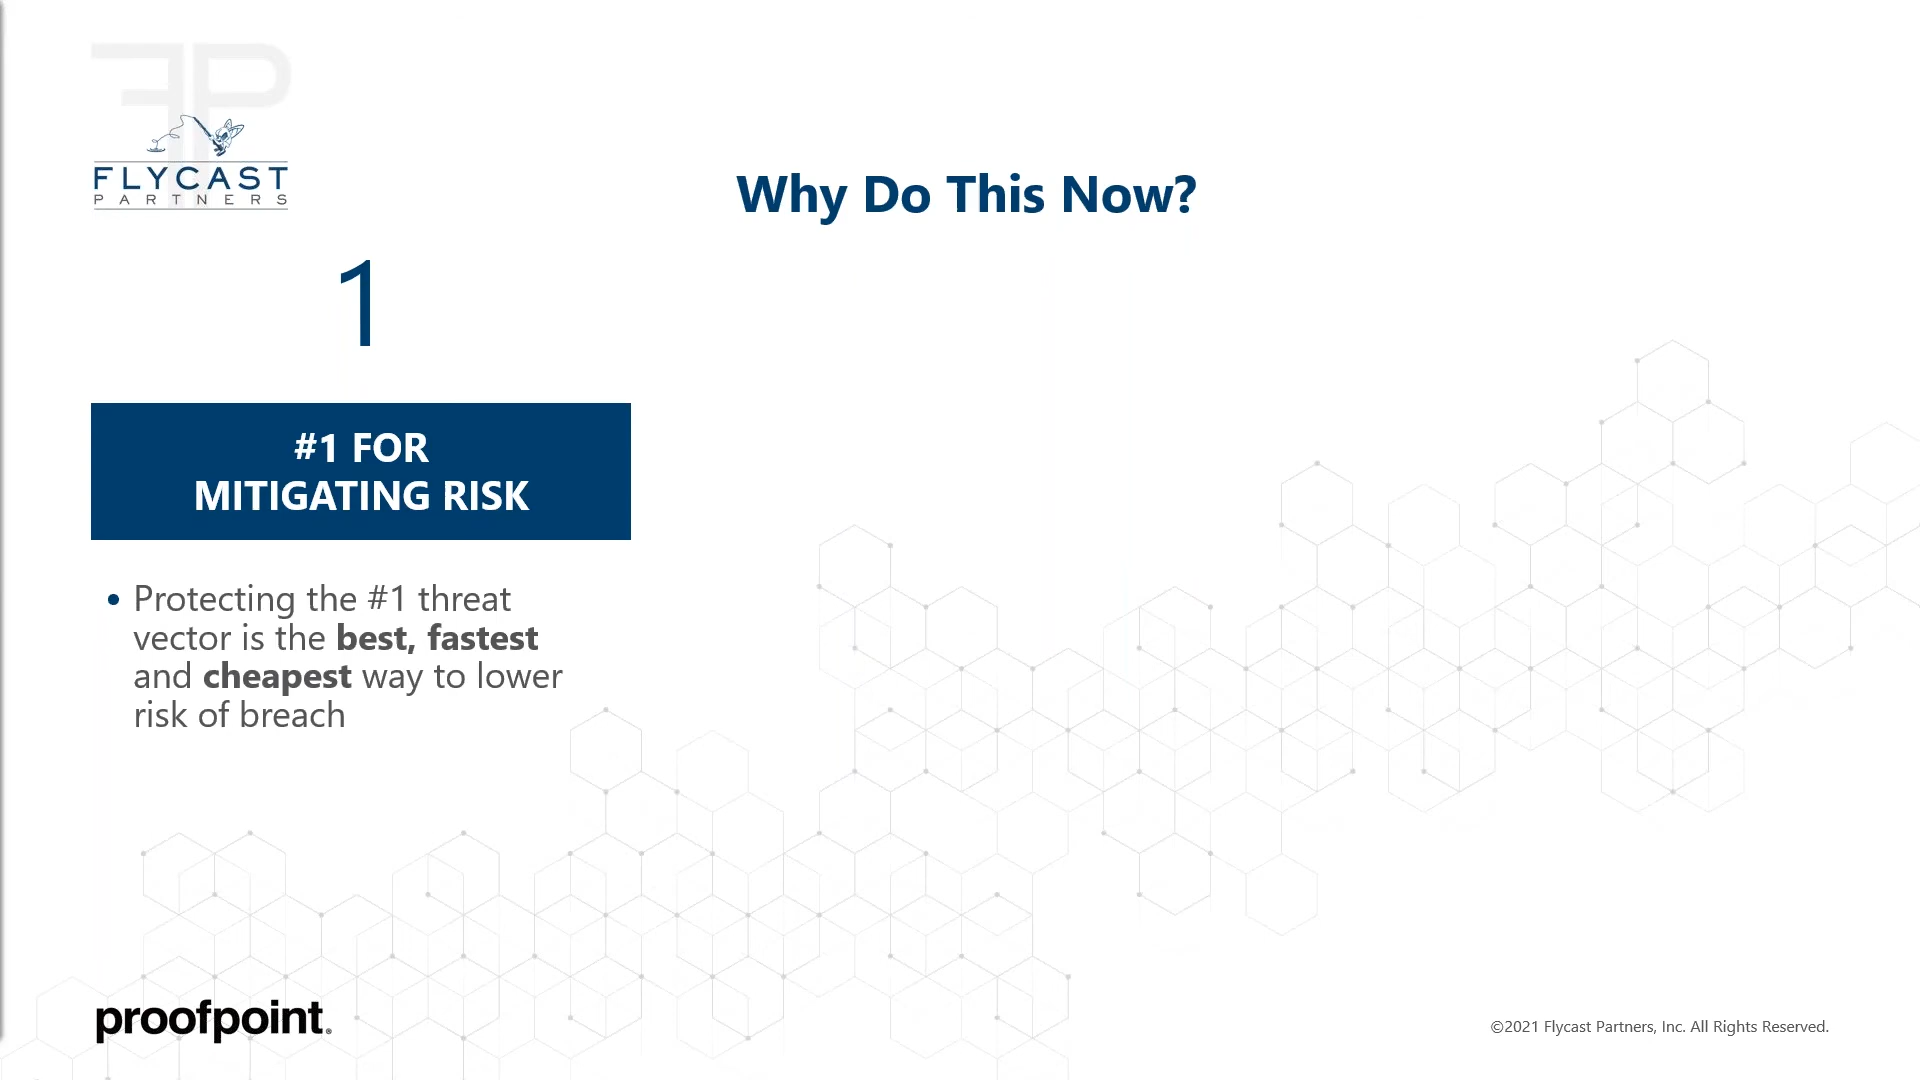 FP
FLYCAST
PARTNERS
Why Do This Now?
1
#1 FOR
MITIGATING RISK
• Protecting the #1 threat
vector is the best, fastest
and cheapest way to lower
risk of breach
proofpoint®
©2021 Flycast Partners, Inc. All Rights Reserved.